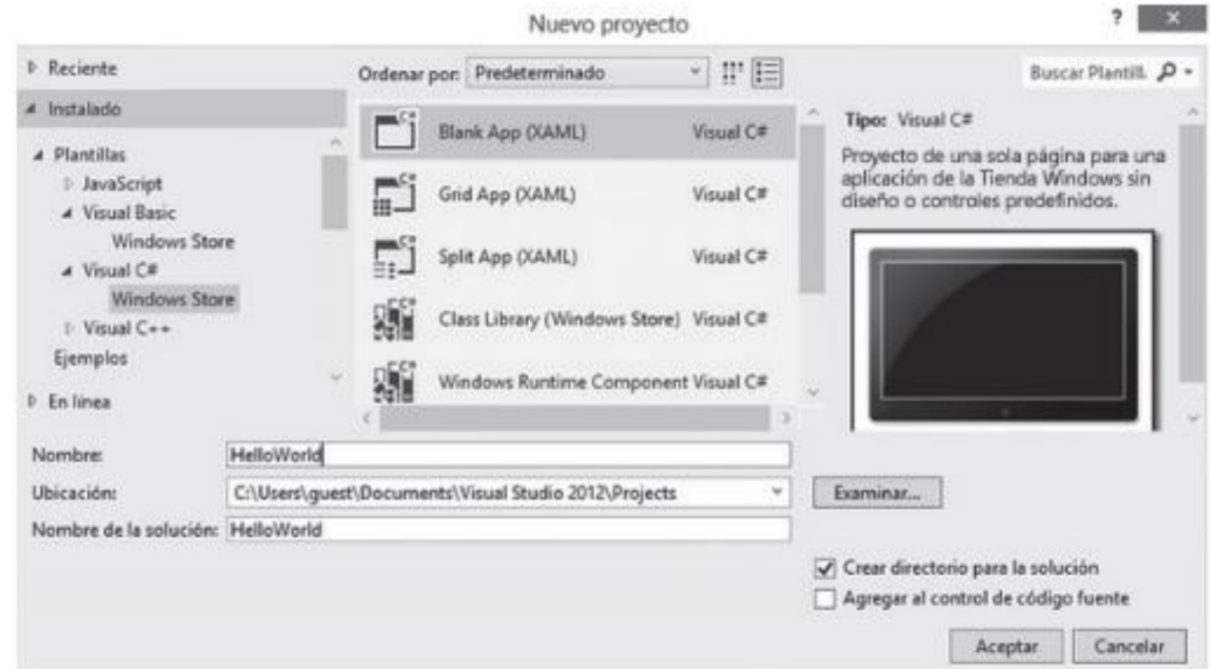 Nuevo proyecto
?
Reciente
Instalado
Plantillas
JavaScript
Visual Basic
Windows Store
Visual C#
Windows Store
Visual C++
Ejemplos
En línea
Ordenar por: Predeterminado
Blank App (XAML) Visual C#
Grid App (XAML) Visual C#
Split App (XAML) Visual C#
Class Library (Windows Store) Visual C#
Windows Runtime Component Visual C#
Buscar Plantill.
Tipo: Visual C#
Proyecto de una sola página para una
aplicación de la Tienda Windows sin
diseño o controles predefinidos.
Nombre: HelloWorld
Ubicación: C:\Users\guest\Documents\Visual Studio 2012\Projects
Examinar...
Nombre de la solución: HelloWorld
Crear directorio para la solución
Agregar al control de código fuente
Aceptar Cancelar